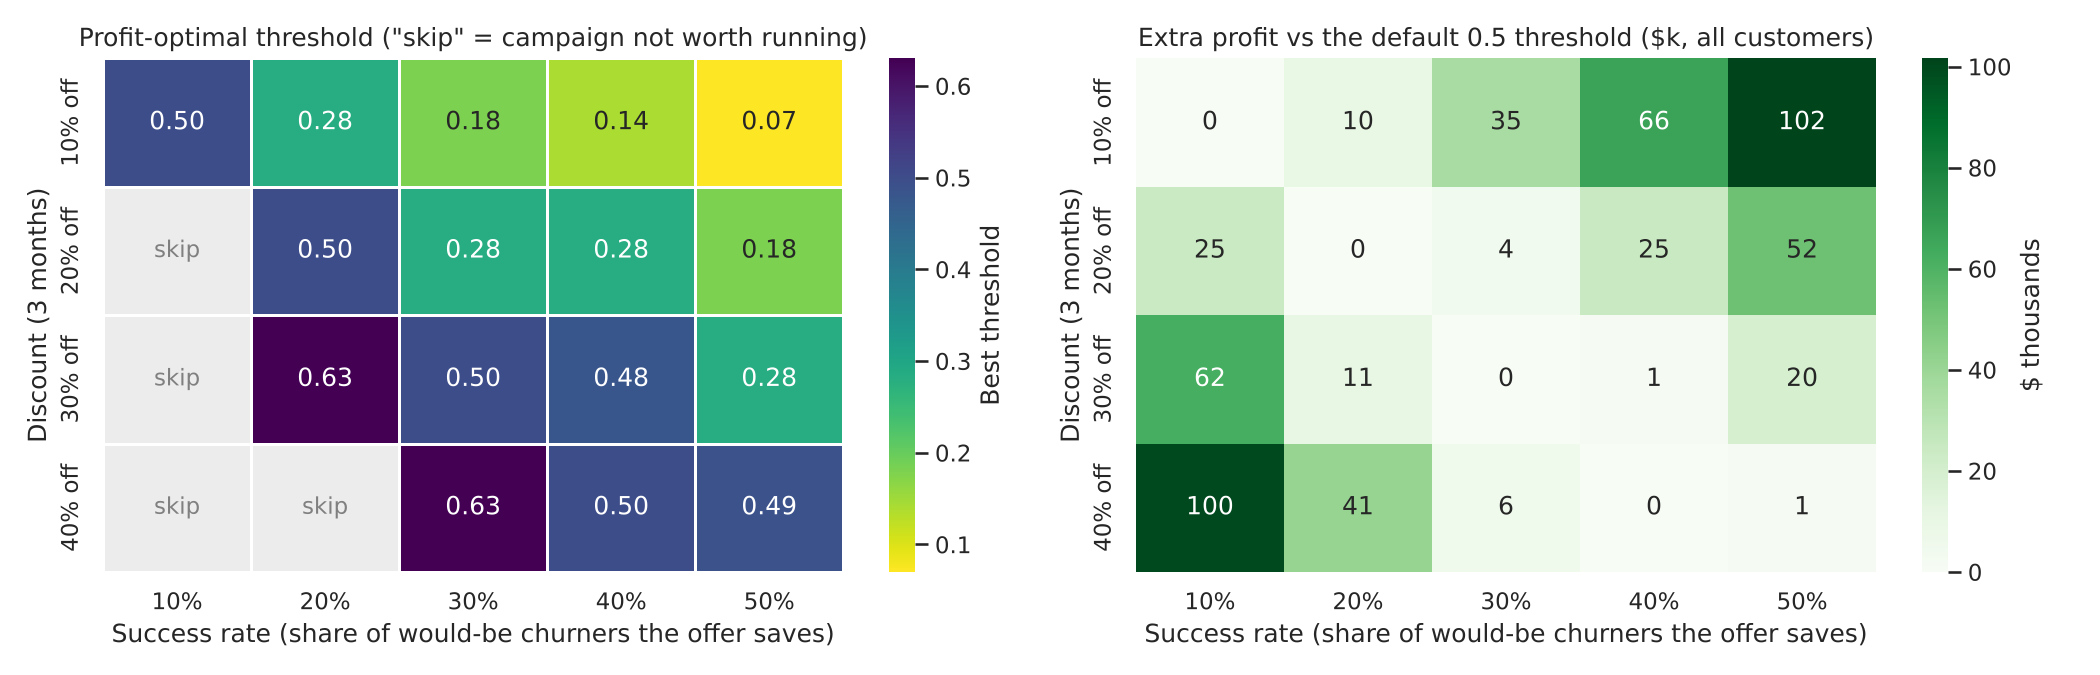 Profit-optimal threshold ("skip" = campaign not worth running)
Discount (3 months)
10% off
0.50 0.28 0.18 0.14 0.07
20% off
skip 0.50 0.28 0.28 0.18
30% off
skip 0.63 0.50 0.48 0.28
40% off
skip skip 0.63 0.50 0.49
10% 20% 30% 40% 50%
Success rate (share of would-be churners the offer saves)
0.6
0.5
0.4
0.3
0.2
0.1
Best threshold
Extra profit vs the default 0.5 threshold ($k, all customers)
Discount (3 months)
10% off
0 10 35 66 102
20% off
25 0 4 25 52
30% off
62 11 0 1 20
40% off
100 41 6 0 1
10% 20% 30% 40% 50%
Success rate (share of would-be churners the offer saves)
100
80
60
40
20
0
$ thousands